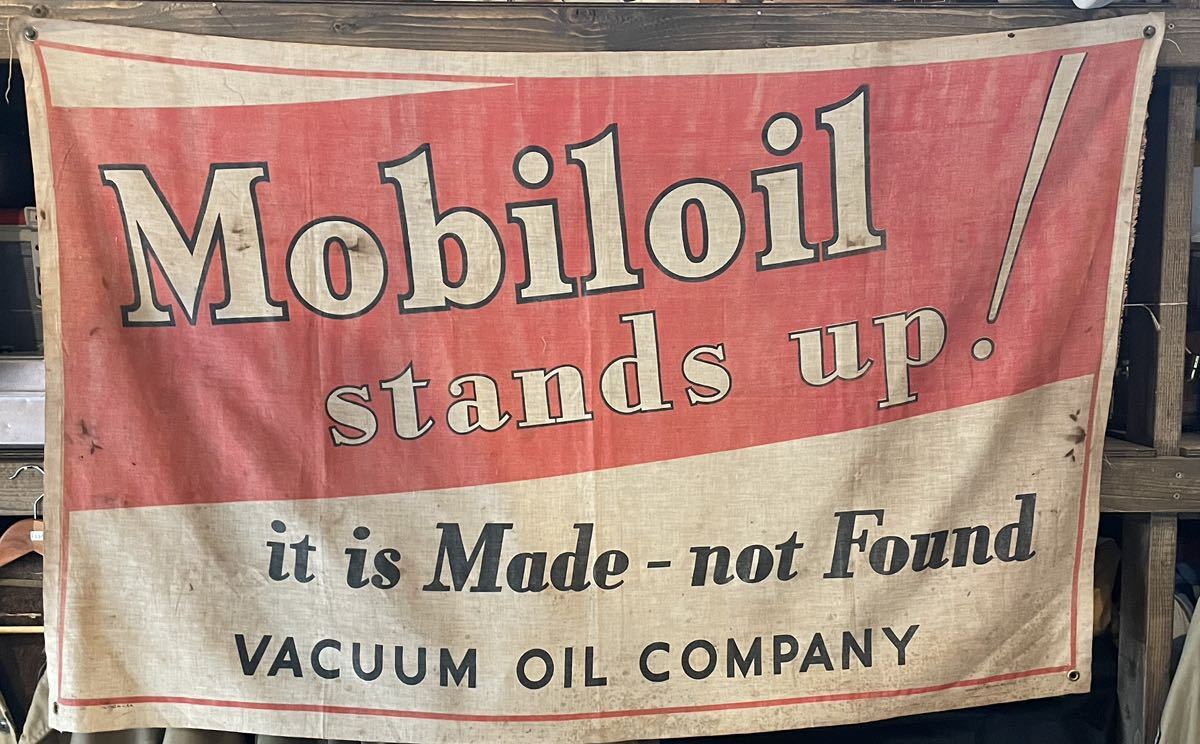 Mobiloil
stands up!
it is Made - not Found
VACUUM OIL COMPANY